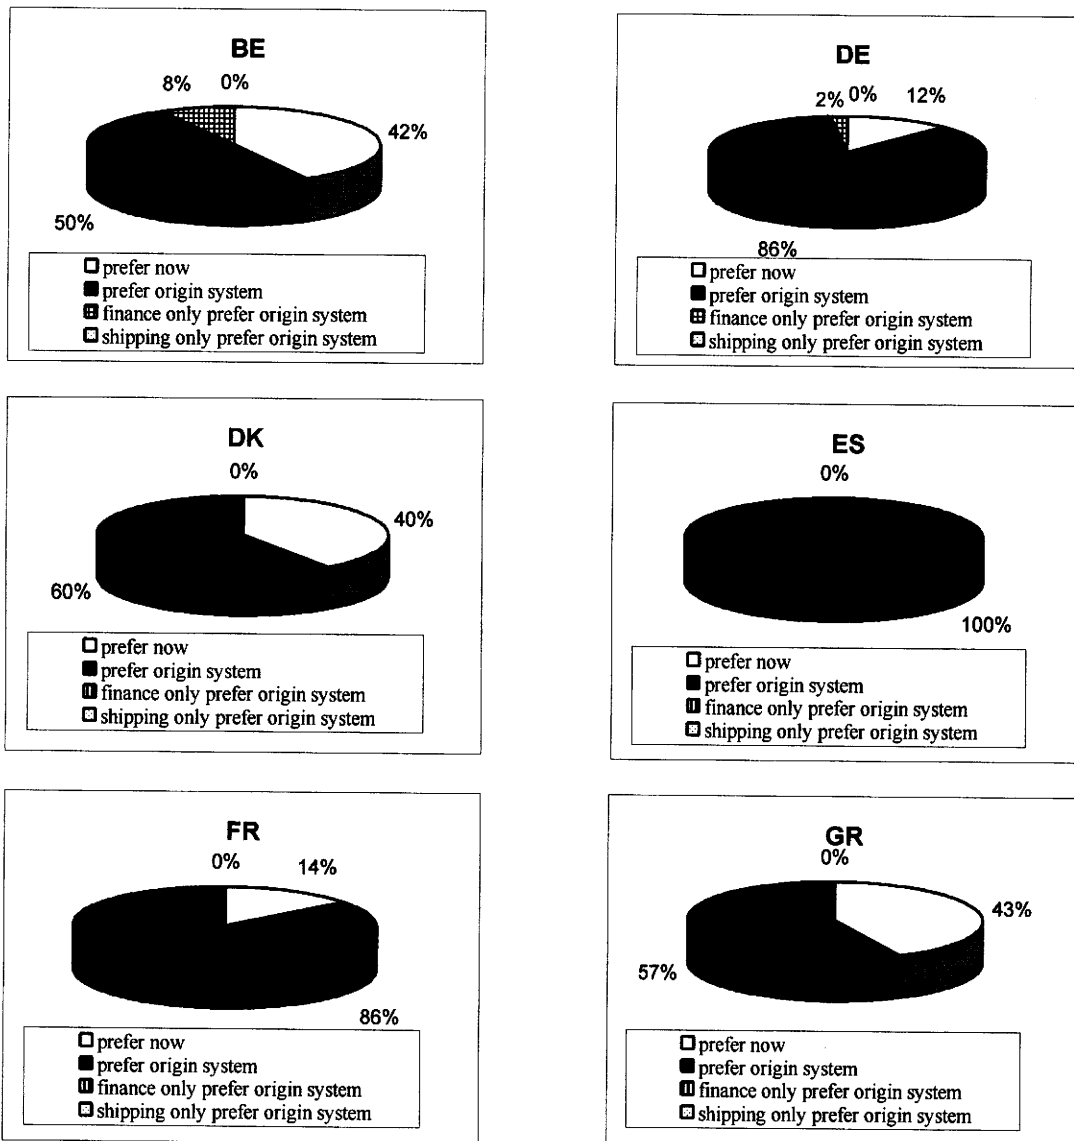 BE
8% 0%
42%
50%
prefer now
prefer origin system
finance only prefer origin system
shipping only prefer origin system
DE
2% 0% 12%
86%
prefer now
prefer origin system
finance only prefer origin system
shipping only prefer origin system
DK
0%
40%
60%
prefer now
prefer origin system
finance only prefer origin system
shipping only prefer origin system
ES
0%
100%
prefer now
prefer origin system
finance only prefer origin system
shipping only prefer origin system
FR
0% 14%
86%
prefer now
prefer origin system
finance only prefer origin system
shipping only prefer origin system
GR
0%
43%
57%
prefer now
prefer origin system
finance only prefer origin system
shipping only prefer origin system